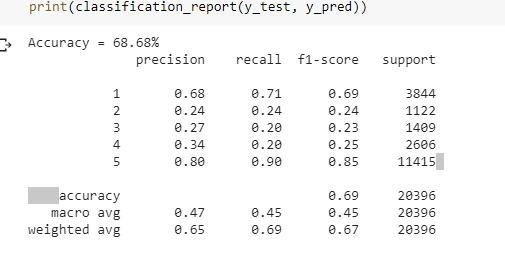 print(classification_report(y_test, y_pred))
Accuracy = 68.68%
precision recall f1-score support
1 0.68 0.71 0.69 3844
2 0.24 0.24 0.24 1122
3 0.27 0.20 0.23 1409
4 0.34 0.20 0.25 2606
5 0.80 0.90 0.85 11415
accuracy 0.69 20396
macro avg 0.47 0.45 0.45 20396
weighted avg 0.65 0.69 0.67 20396